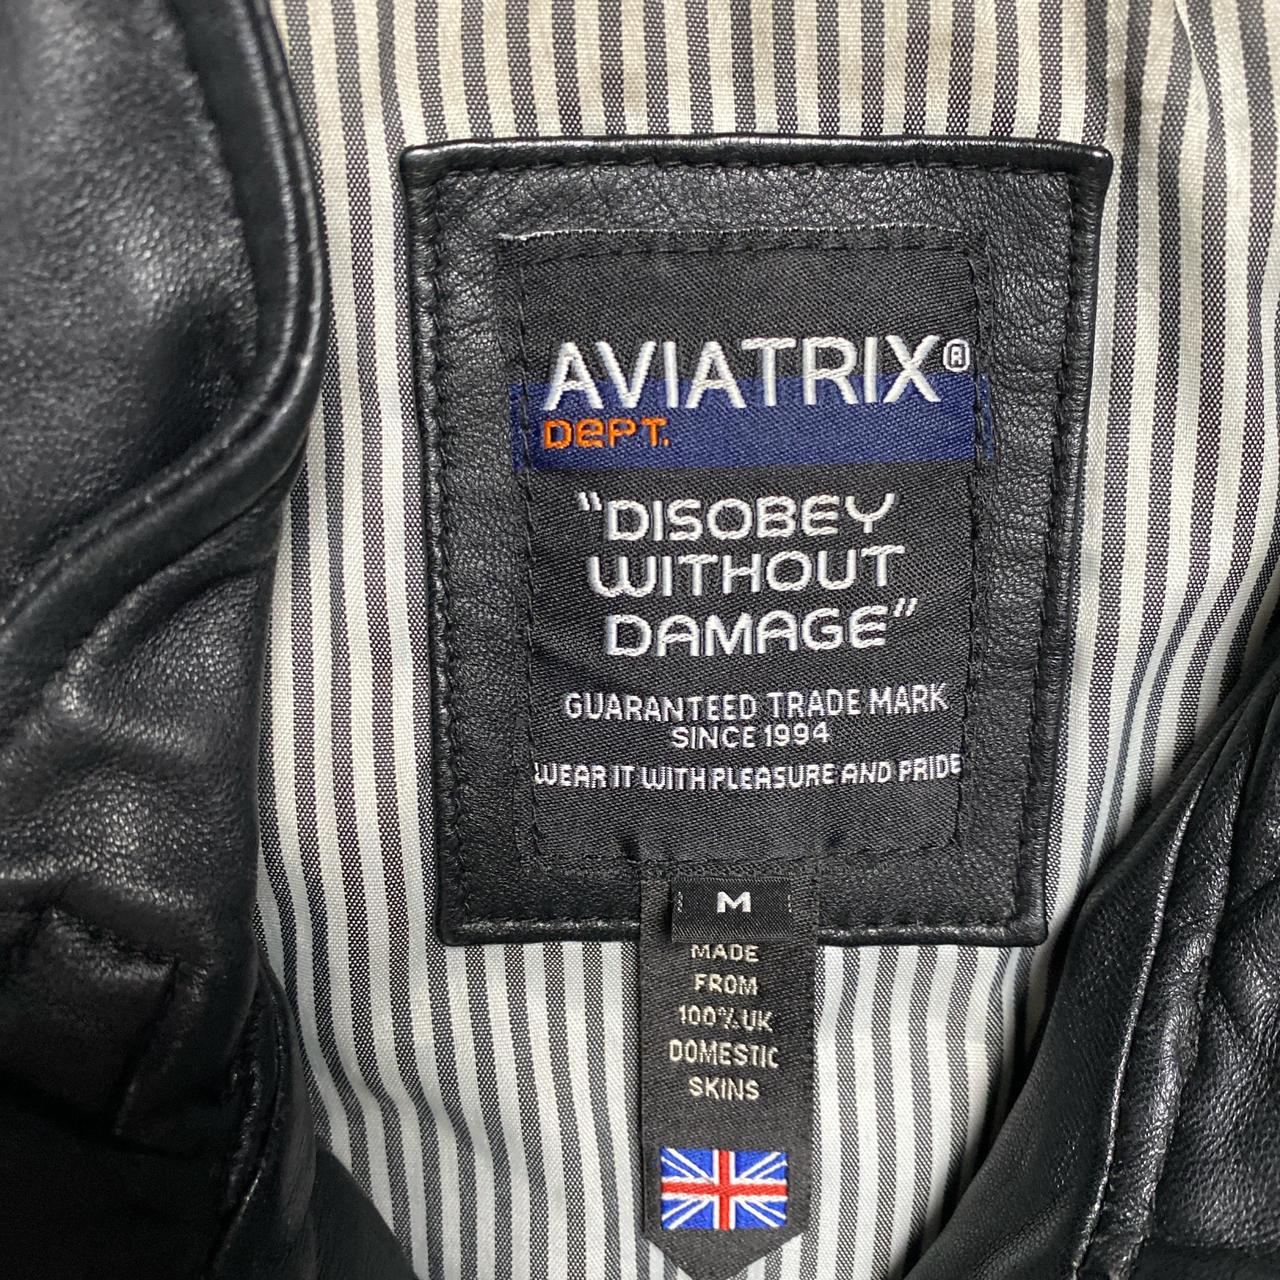 AVIATRIX®
DEPT.
"DISOBEY
WITHOUT
DAMAGE"
GUARANTEED TRADE MARK
SINCE 1994
WEAR IT WITH PLEASURE AND PRIDE
M
MADE
FROM
100% UK
DOMESTIC
SKINS